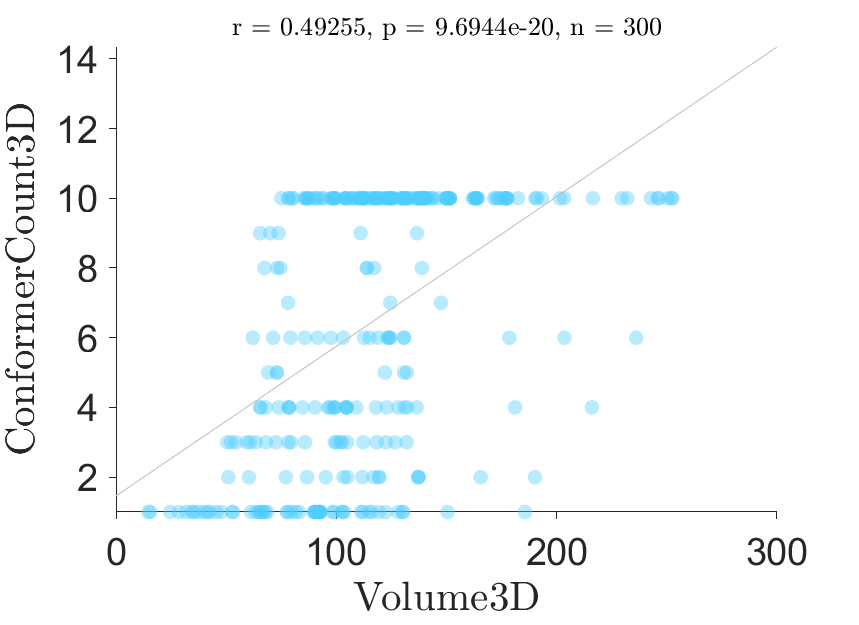 r = 0.49255, p = 9.6944e-20, n = 300
ConformerCount3D
14
12
10
8
6
4
2
0 100 200 300
Volume3D